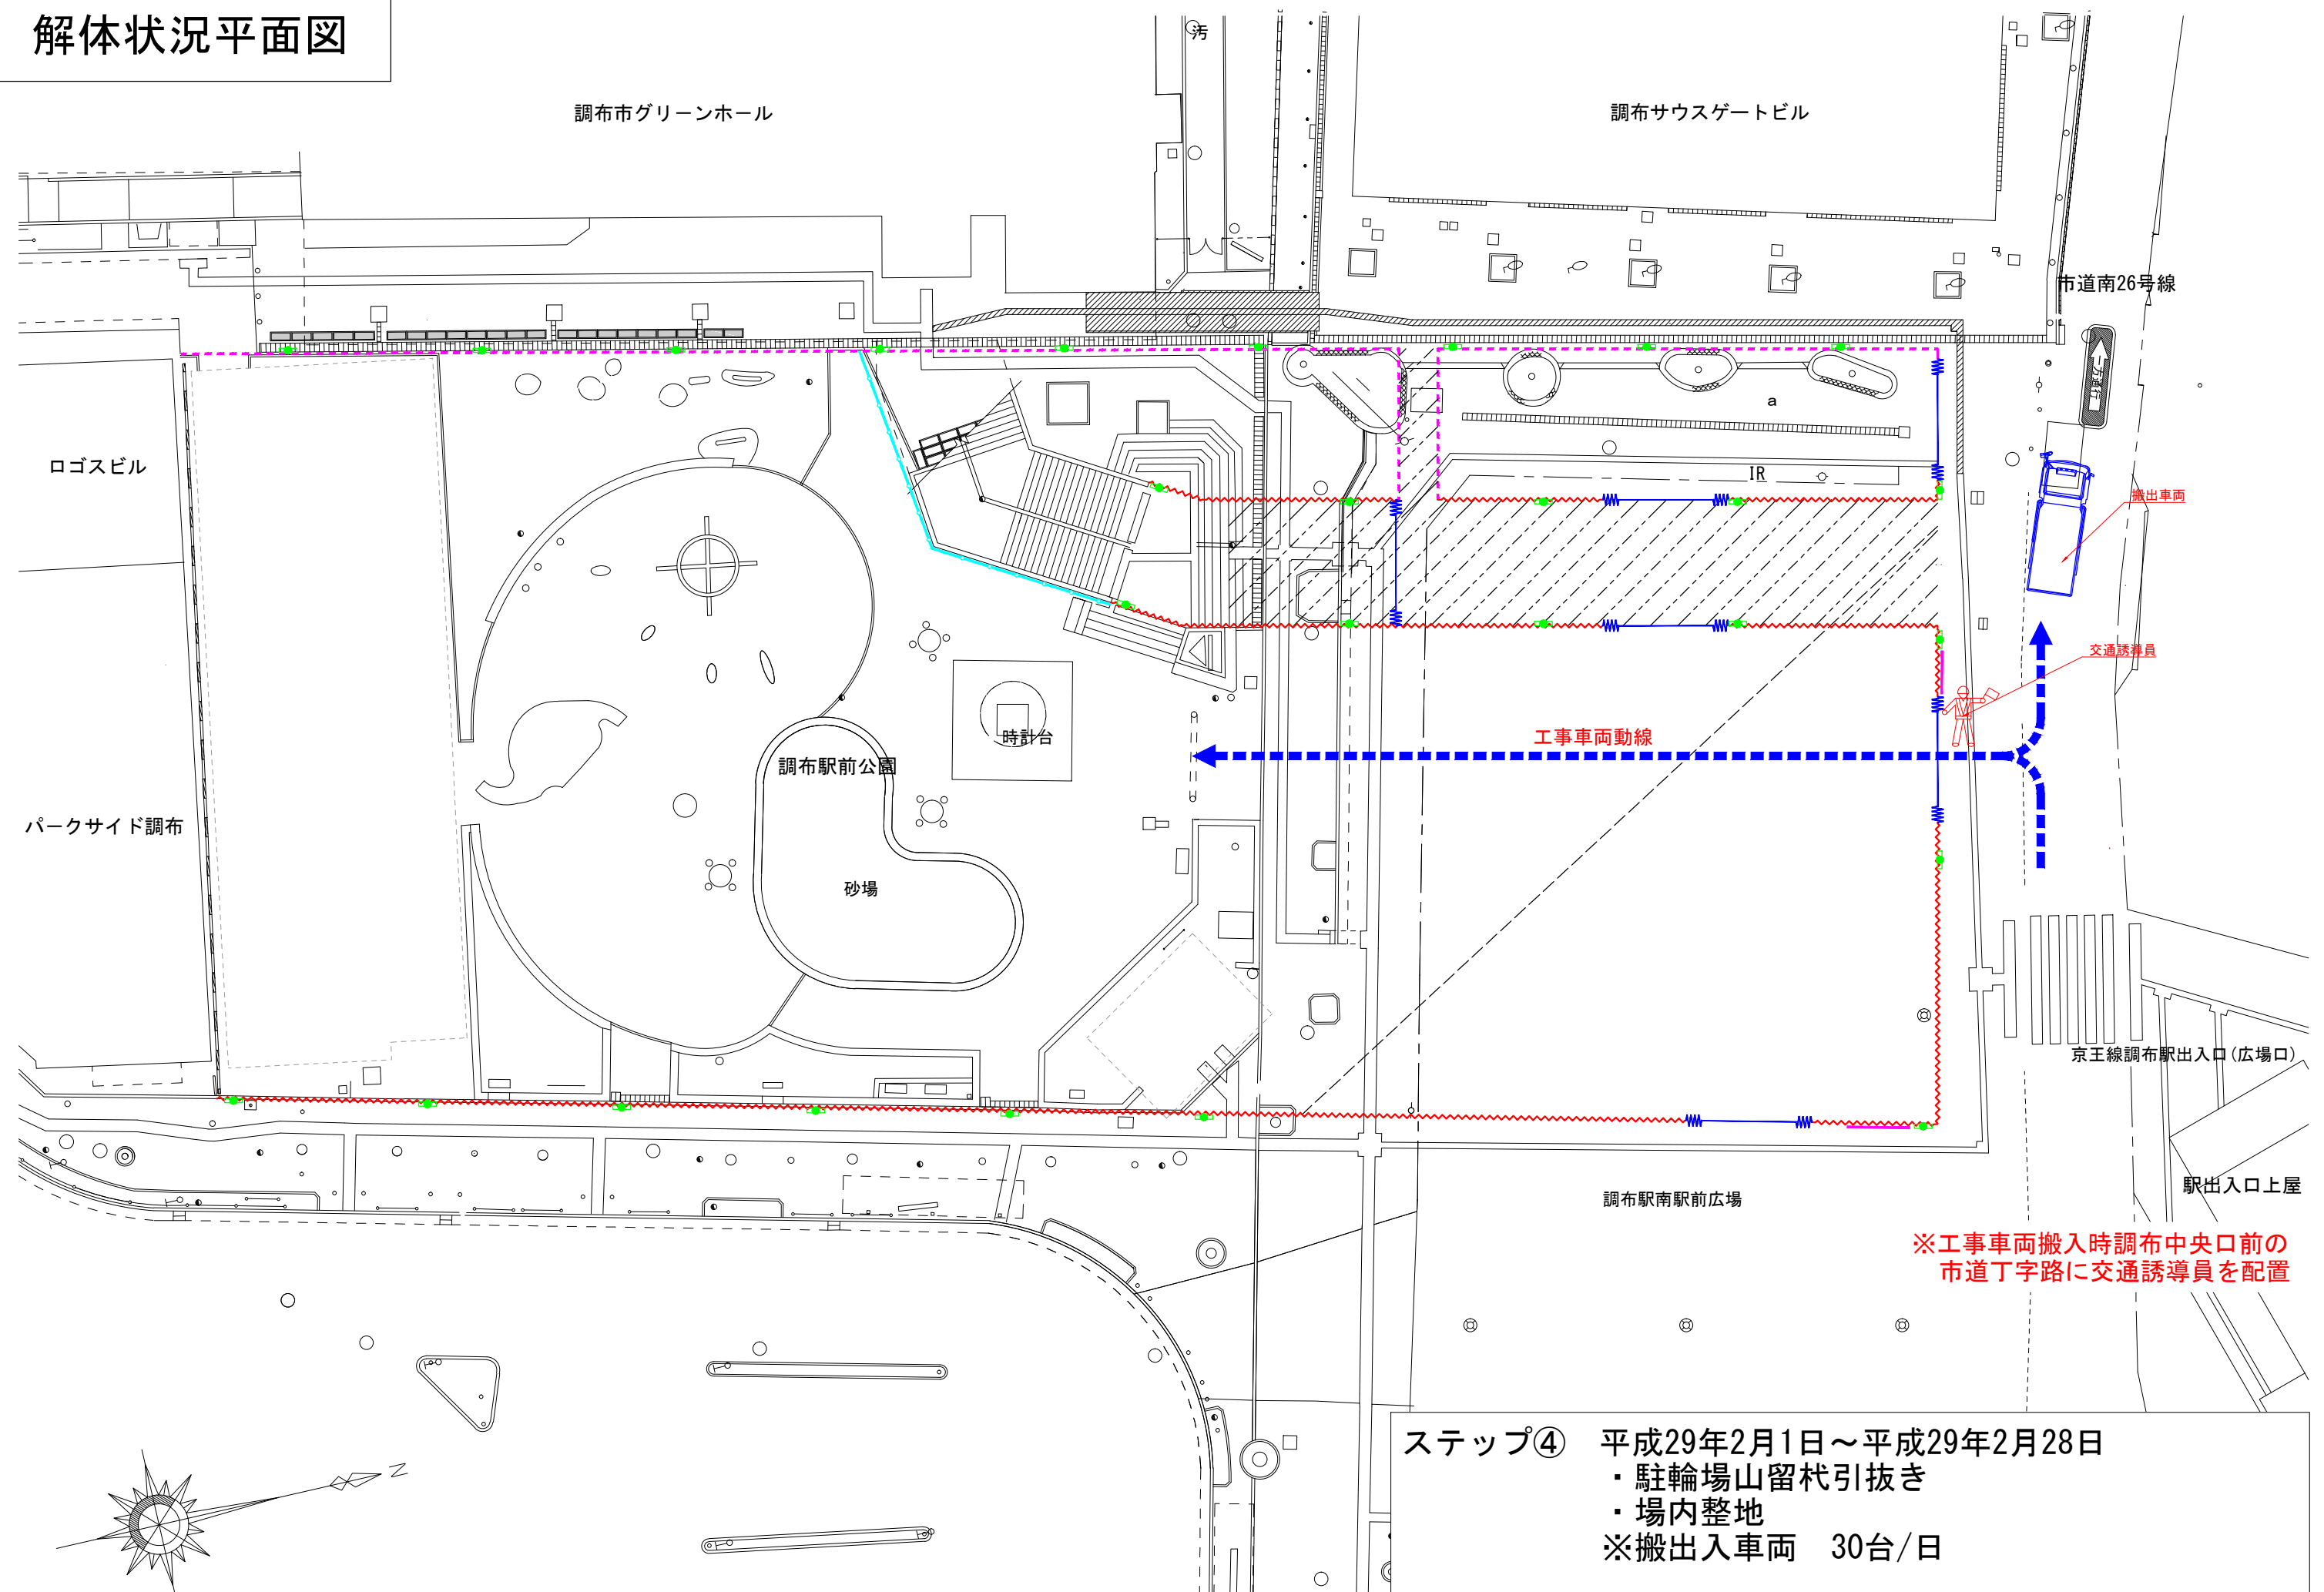 解体状況平面図
汚
調布市グリーンホール
調布サウスゲートビル
市道南26号線
一方通行
a
ロゴスビル
IR
搬出車両
交通誘導員
工事車両動線
時計台
調布駅前公園
パークサイド調布
砂場
京王線調布駅出入口(広場口)
駅出入口上屋
調布駅南駅前広場
※工事車両搬入時調布中央口前の
市道丁字路に交通誘導員を配置
N
ステップ④ 平成29年2月1日～平成29年2月28日
・駐輪場山留杭引抜き
・場内整地
※搬出入車両 30台/日